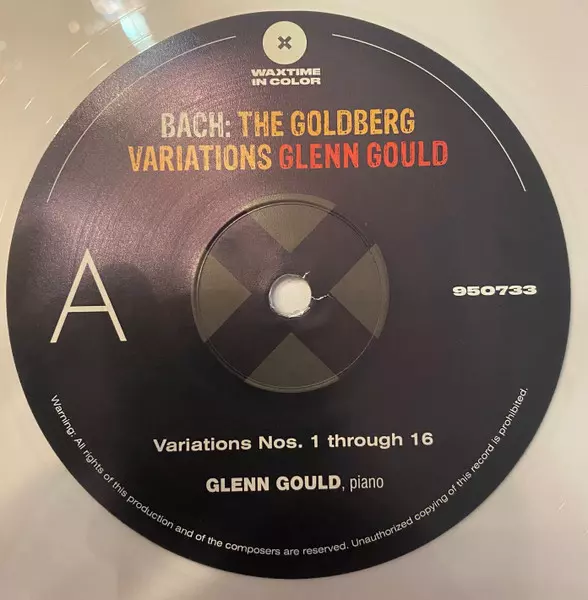 WAXTIME
IN COLOR
BACH: THE GOLDBERG
VARIATIONS GLENN GOULD
A
950733
Variations Nos. 1 through 16
GLENN GOULD, piano
Warning: All rights of this production and of the composers are reserved. Unauthorized copying of this record is prohibited.